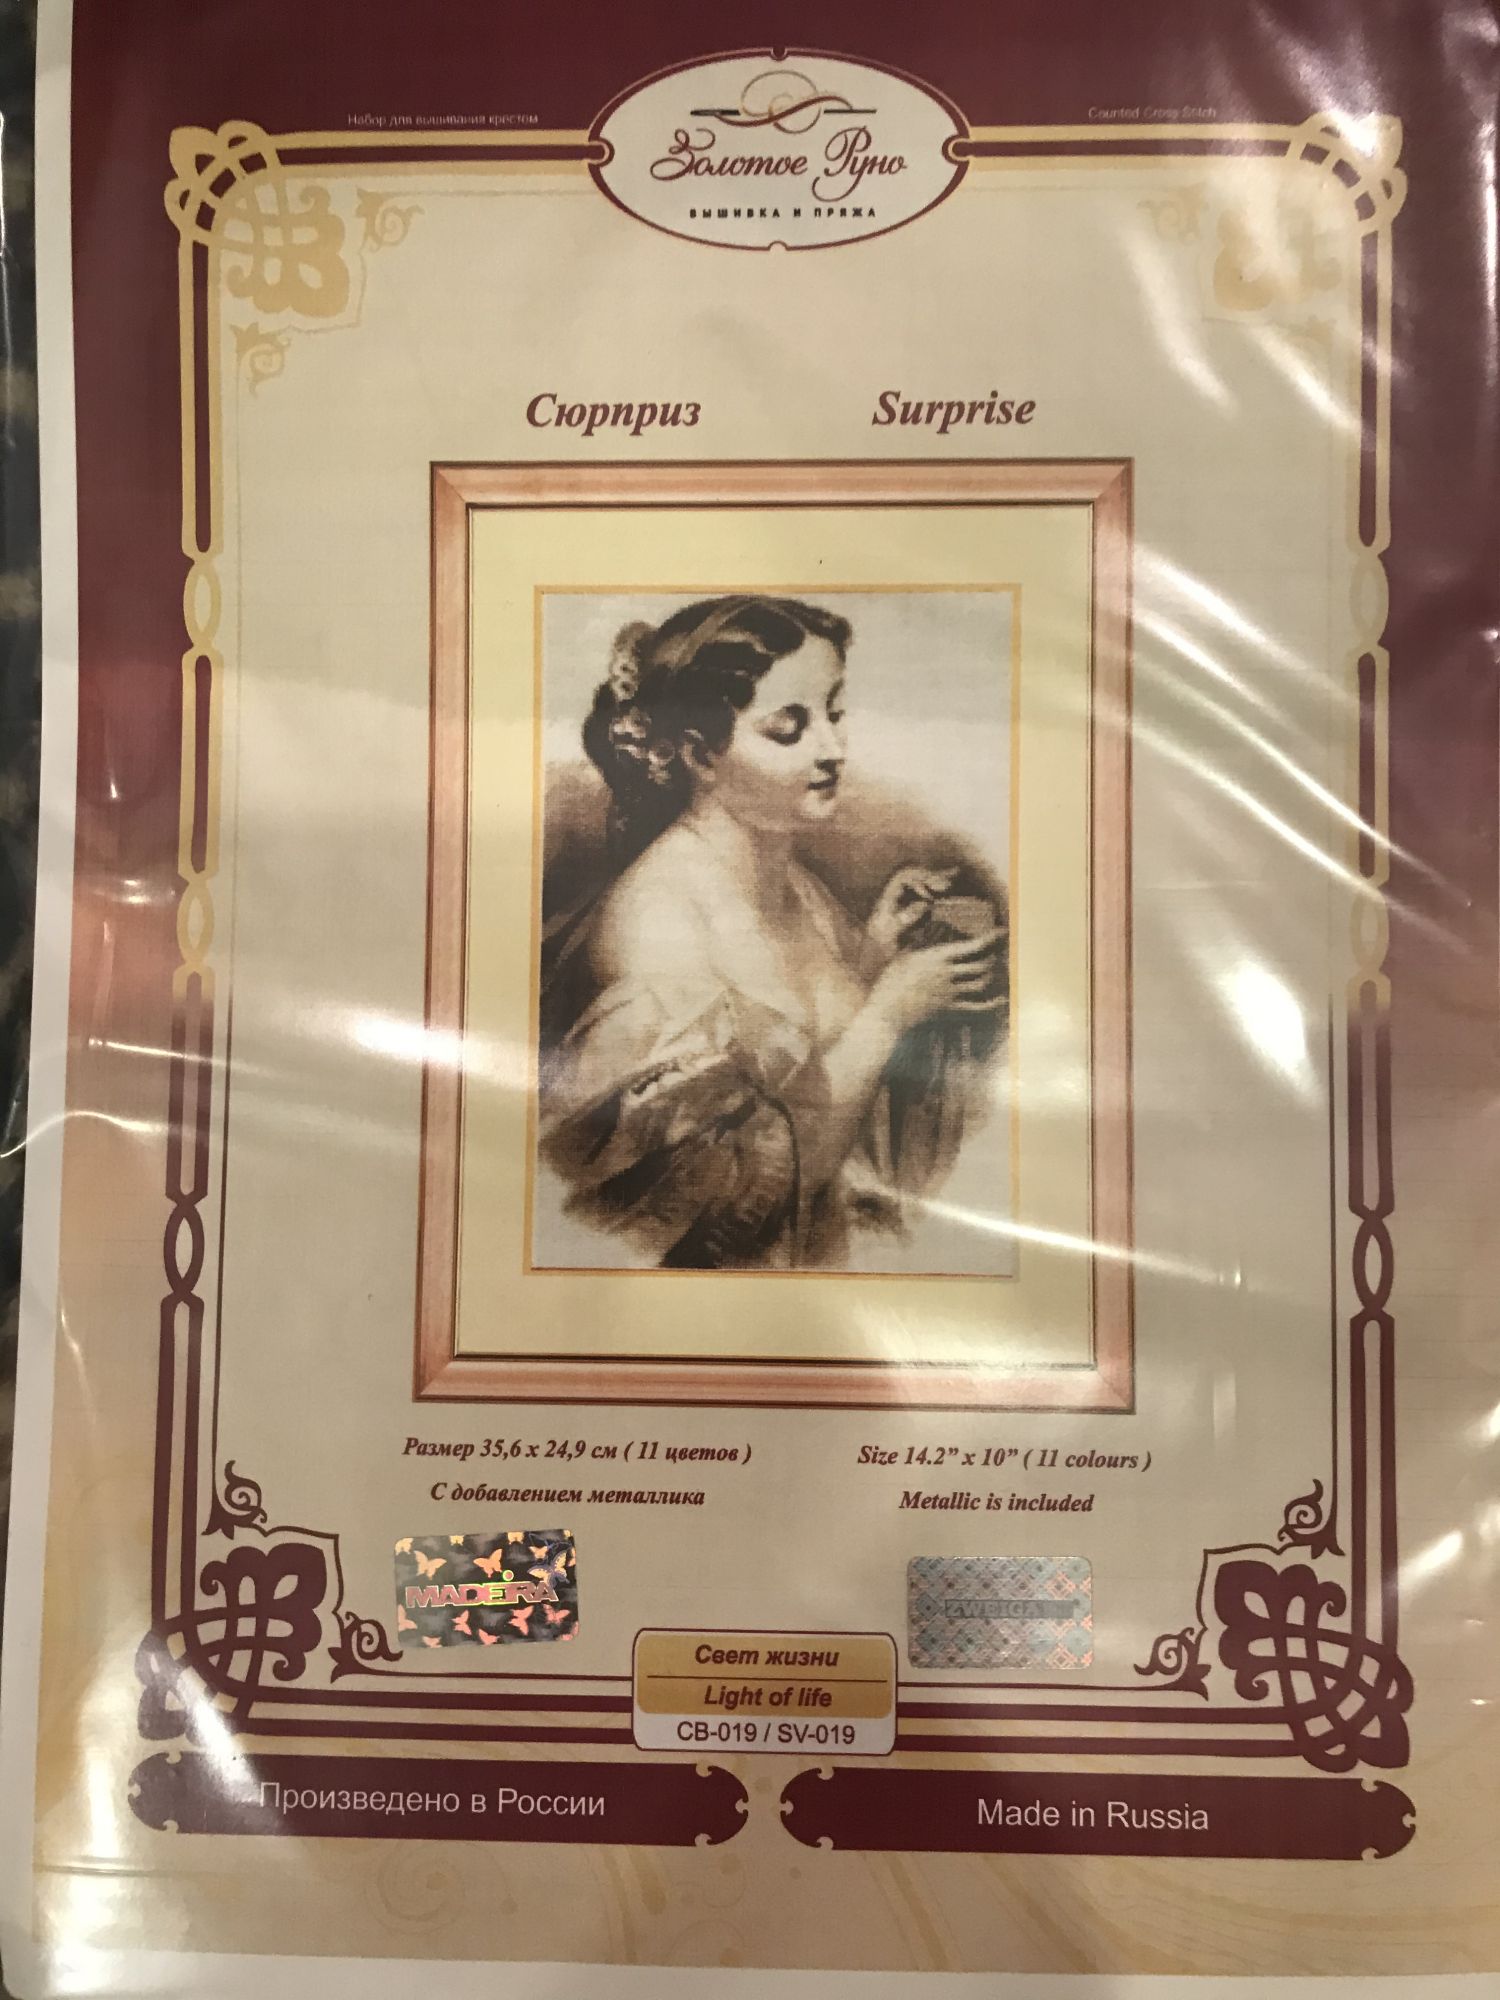 Набор для вышивания крестом
Counted Cross Stitch
Золотое Руно
ВЫШИВКА И ПРЯЖА
Сюрприз
Surprise
Размер 35,6 х 24,9 см ( 11 цветов )
С добавлением металлика
Size 14.2” x 10” ( 11 colours )
Metallic is included
MADEIRA
Свет жизни
Light of life
СВ-019 / SV-019
Произведено в России
Made in Russia